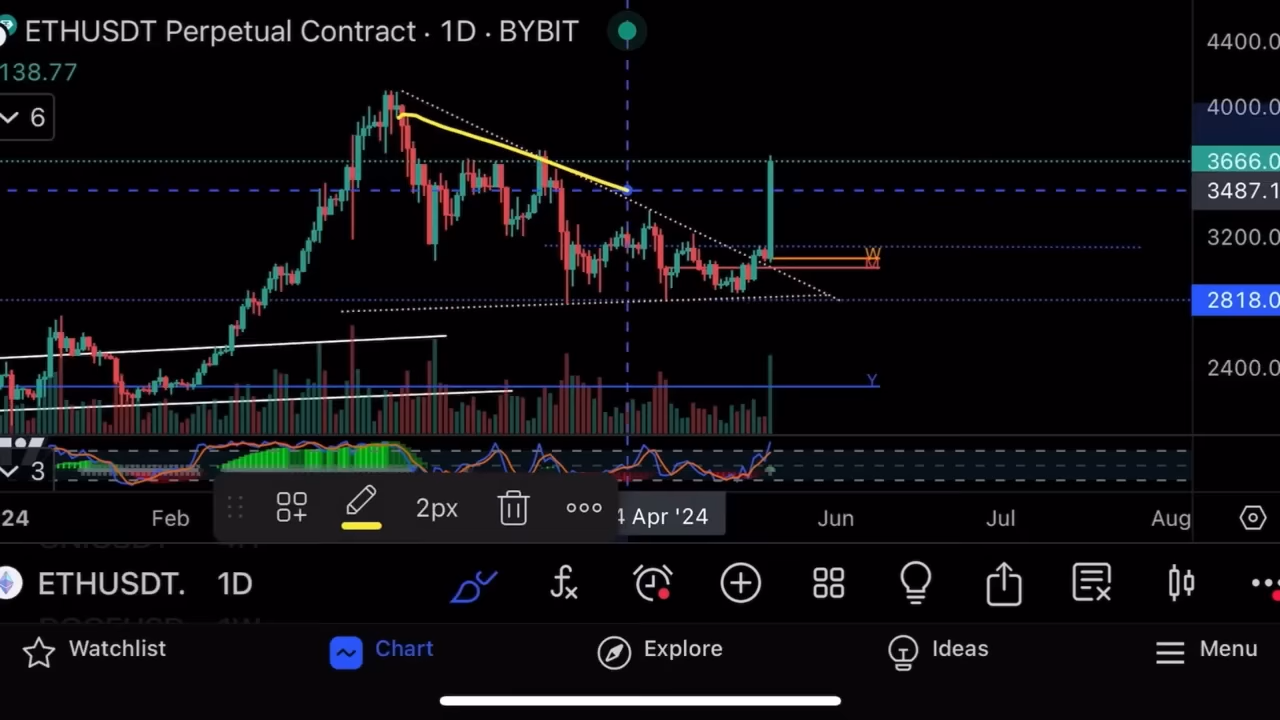 ETHUSDT Perpetual Contract · 1D · BYBIT
138.77
6
4400.0
4000.0
3666.0
3487.1
3200.0
W
M
2818.0
2400.0
Y
3
24
Feb
2px
4 Apr '24
Jun
Jul
Aug
ETHUSDT.
1D
Watchlist
Chart
Explore
Ideas
Menu